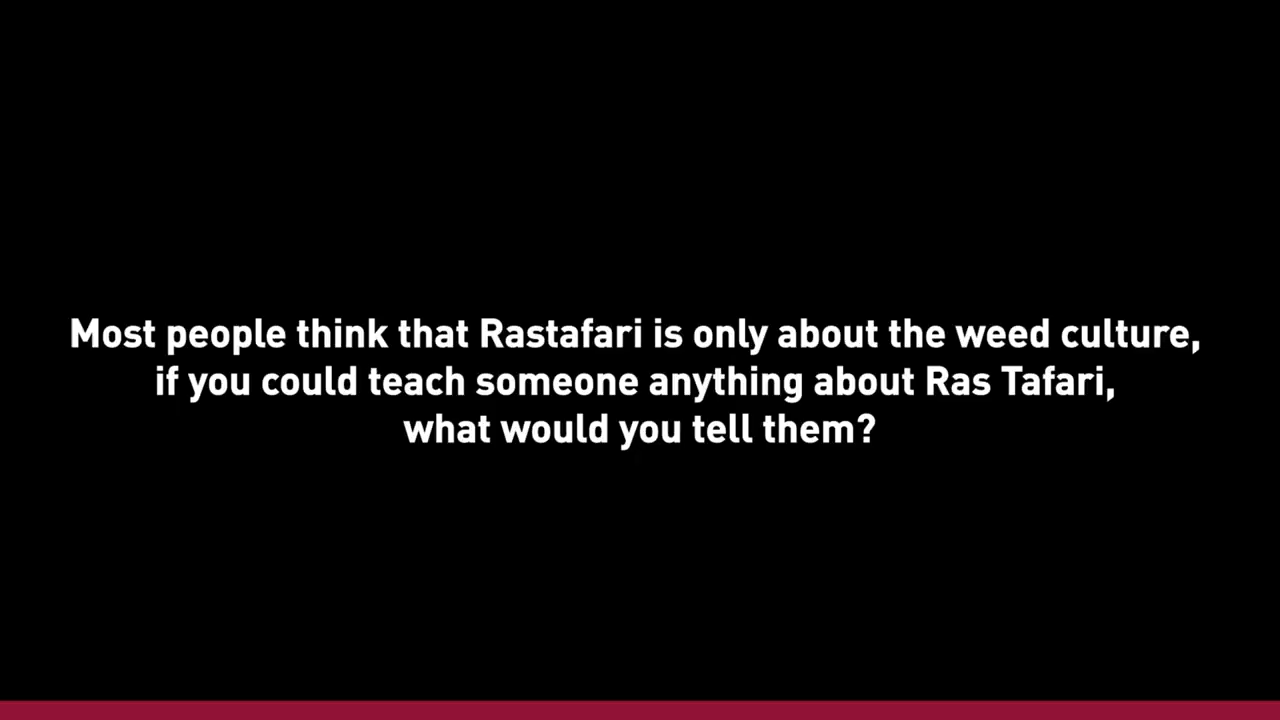 Most people think that Rastafari is only about the weed culture,
if you could teach someone anything about Ras Tafari,
what would you tell them?